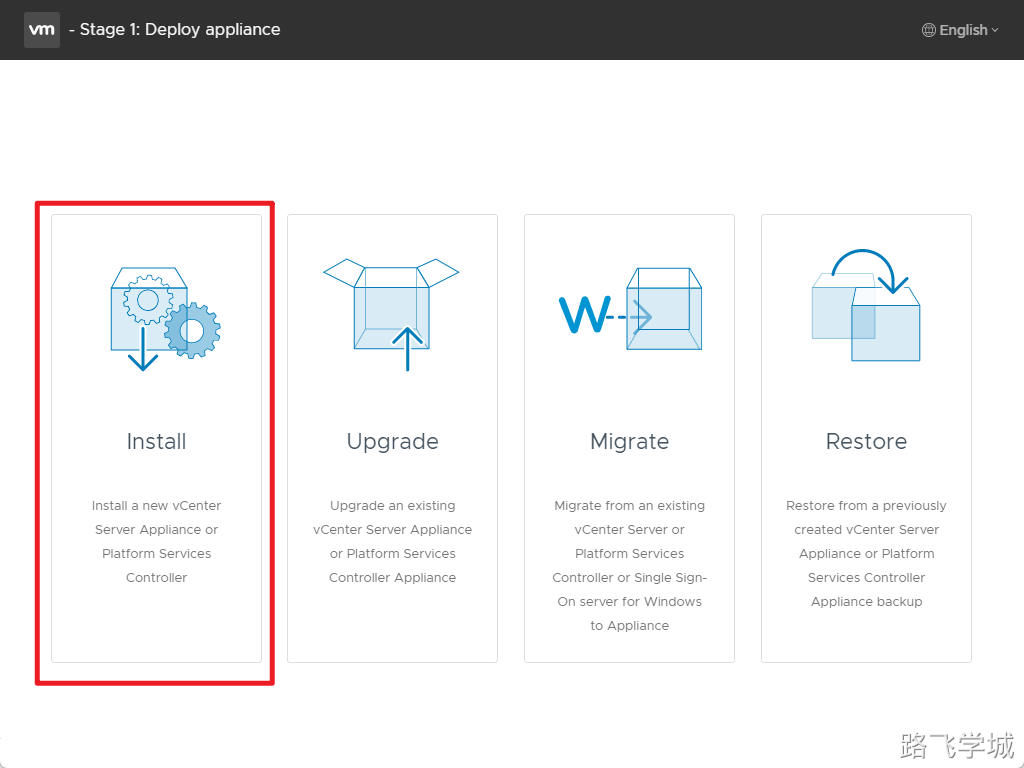 vm - Stage 1: Deploy appliance
English
Install
Install a new vCenter
Server Appliance or
Platform Services
Controller
Upgrade
Upgrade an existing
vCenter Server Appliance
or Platform Services
Controller Appliance
W
Migrate
Migrate from an existing
vCenter Server or
Platform Services
Controller or Single Sign-
On server for Windows
to Appliance
Restore
Restore from a previously
created vCenter Server
Appliance or Platform
Services Controller
Appliance backup
路飞学城